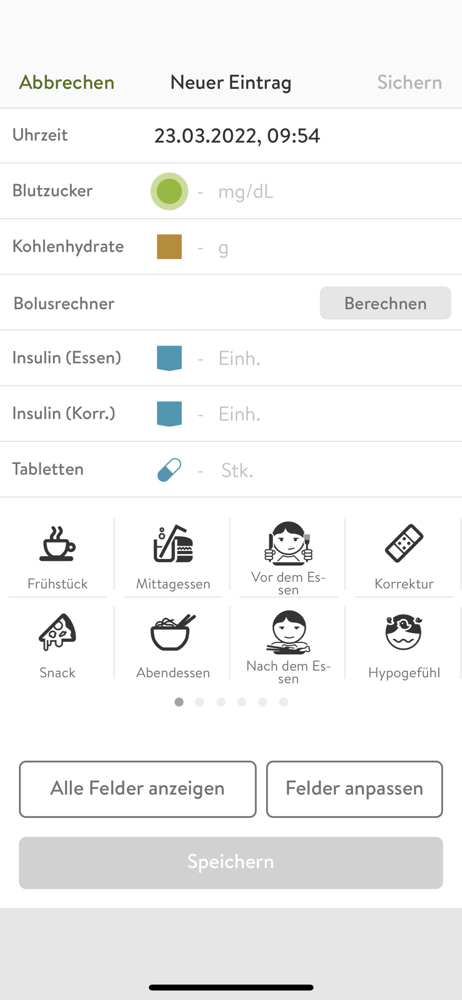 Abbrechen Neuer Eintrag Sichern
Uhrzeit 23.03.2022, 09:54
Blutzucker - mg/dL
Kohlenhydrate - g
Bolusrechner Berechnen
Insulin (Essen) - Einh.
Insulin (Korr.) - Einh.
Tabletten - Stk.
Frühstück
Mittagessen
Vor dem Es-
sen
Korrektur
Snack
Abendessen
Nach dem Es-
sen
Hypogefühl
Alle Felder anzeigen
Felder anpassen
Speichern